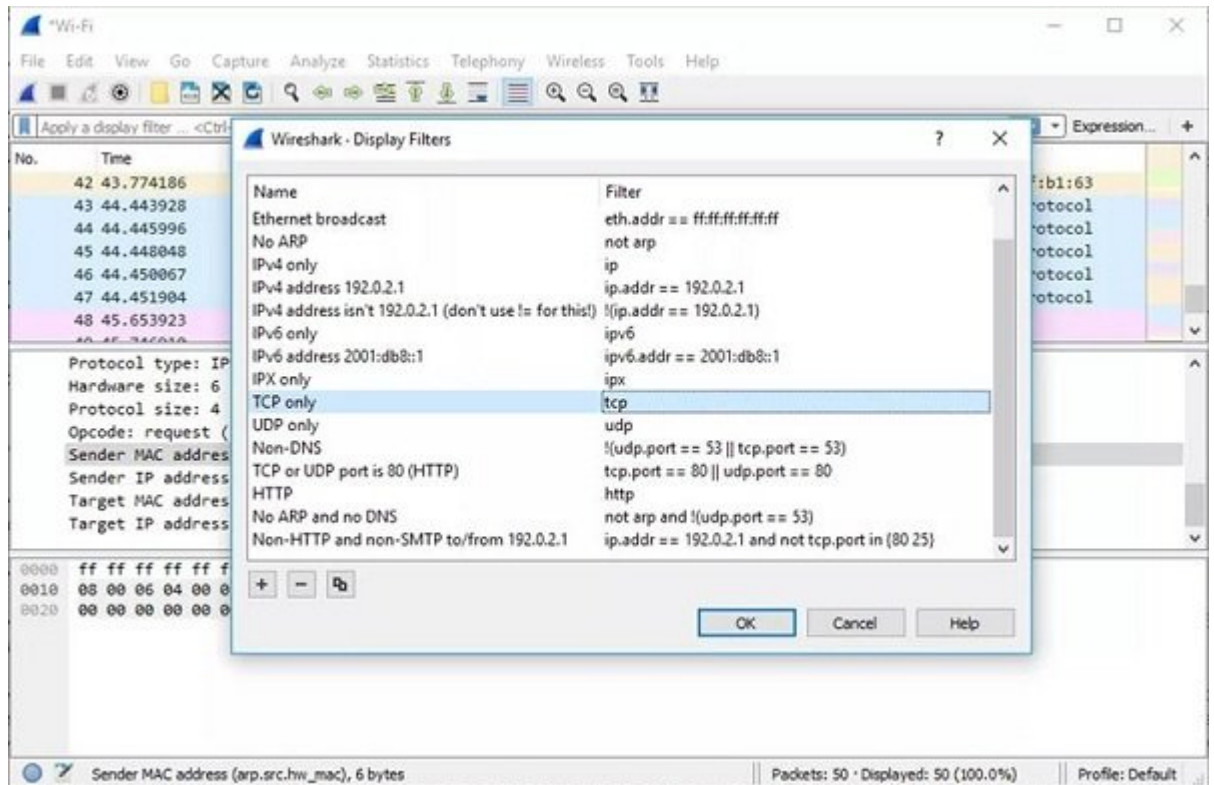 *Wi-Fi
File Edit View Go Capture Analyze Statistics Telephony Wireless Tools Help
Apply a display filter ... <Ctrl-
Expression... +
No. Time
42 43.774186
f:b1:63
43 44.443928
otocol
44 44.445996
otocol
45 44.448048
otocol
46 44.450067
otocol
47 44.451904
otocol
48 45.653923
Protocol type: IP
Hardware size: 6
Protocol size: 4
Opcode: request (
Sender MAC addres
Sender IP address
Target MAC addres
Target IP address
0000 ff ff ff ff ff f
0010 08 00 06 04 00 0
0020 00 00 00 00 00 0
Wireshark · Display Filters
? ×
Name Filter
Ethernet broadcast eth.addr == ff:ff:ff:ff:ff:ff
No ARP not arp
IPv4 only ip
IPv4 address 192.0.2.1 ip.addr == 192.0.2.1
IPv4 address isn't 192.0.2.1 (don't use != for this!) !(ip.addr == 192.0.2.1)
IPv6 only ipv6
IPv6 address 2001:db8::1 ipv6.addr == 2001:db8::1
IPX only ipx
TCP only tcp
UDP only udp
Non-DNS !(udp.port == 53 || tcp.port == 53)
TCP or UDP port is 80 (HTTP) tcp.port == 80 || udp.port == 80
HTTP http
No ARP and no DNS not arp and !(udp.port == 53)
Non-HTTP and non-SMTP to/from 192.0.2.1 ip.addr == 192.0.2.1 and not tcp.port in {80 25}
+ −
OK Cancel Help
Sender MAC address (arp.src.hw_mac), 6 bytes
Packets: 50 · Displayed: 50 (100.0%)
Profile: Default